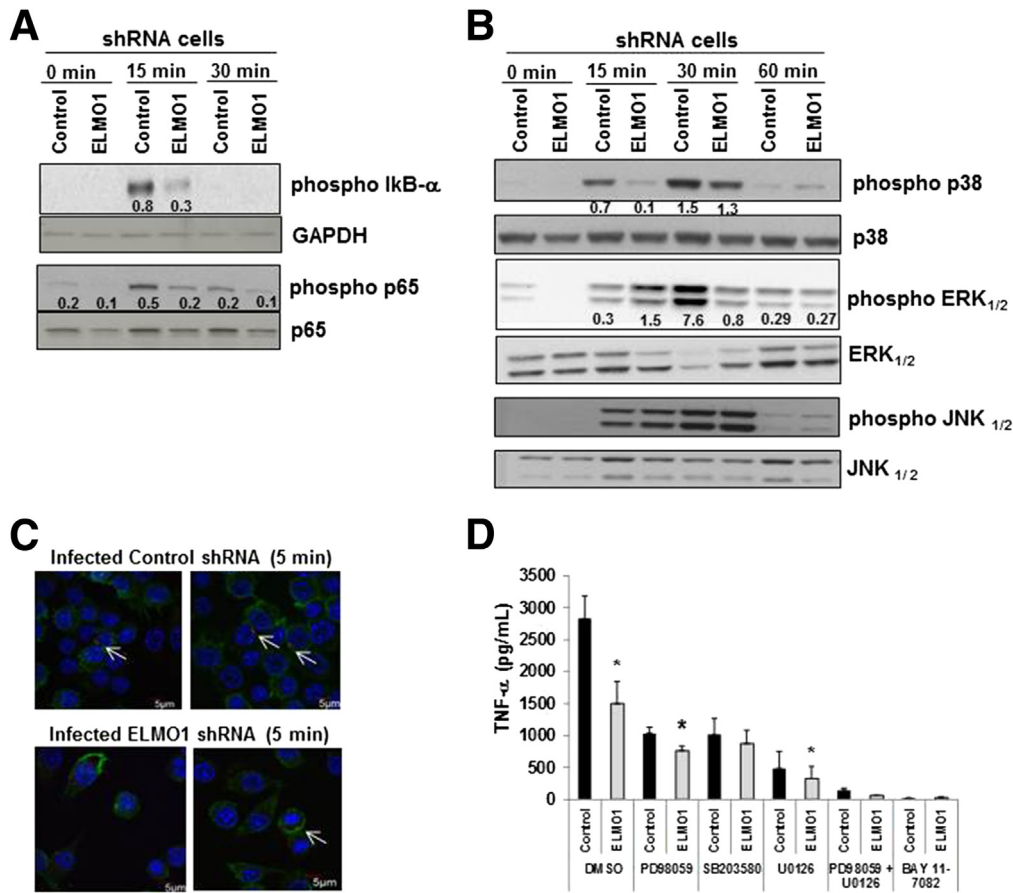 A
shRNA cells
0 min 15 min 30 min
Control ELMO1 Control ELMO1 Control ELMO1
phospho IkB-α
0.8 0.3
GAPDH
phospho p65
0.2 0.1 0.5 0.2 0.2 0.1
p65
B
shRNA cells
0 min 15 min 30 min 60 min
Control ELMO1 Control ELMO1 Control ELMO1 Control ELMO1
phospho p38
0.7 0.1 1.5 1.3
p38
phospho ERK1/2
0.3 1.5 7.6 0.8 0.29 0.27
ERK1/2
phospho JNK 1/2
JNK 1/2
C
Infected Control shRNA (5 min)
5µm 5µm
Infected ELMO1 shRNA (5 min)
5µm 5µm
D
TNF-α (pg/mL)
3500
3000
2500
2000
1500
1000
500
0
* * *
Control ELMO1 Control ELMO1 Control ELMO1 Control ELMO1 Control ELMO1 Control ELMO1
DMSO PD98059 SB203580 U0126 PD98059 + U0126 BAY 11-7082